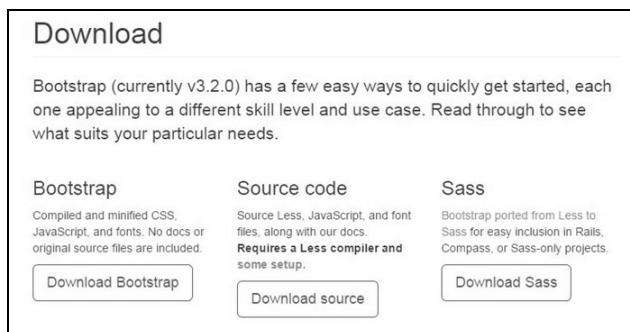 Download
Bootstrap (currently v3.2.0) has a few easy ways to quickly get started, each
one appealing to a different skill level and use case. Read through to see
what suits your particular needs.
Bootstrap
Compiled and minified CSS,
JavaScript, and fonts. No docs or
original source files are included.
Download Bootstrap
Source code
Source Less, JavaScript, and font
files, along with our docs.
Requires a Less compiler and
some setup.
Download source
Sass
Bootstrap ported from Less to
Sass for easy inclusion in Rails,
Compass, or Sass-only projects.
Download Sass